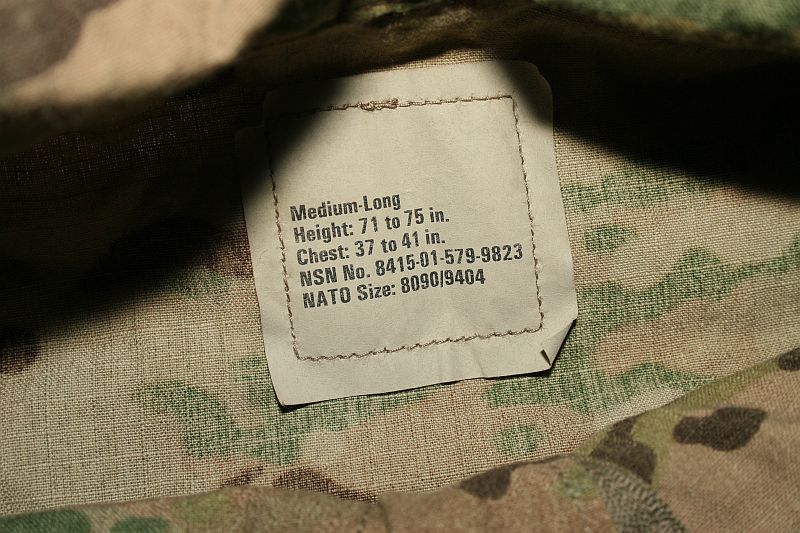 Medium-Long
Height: 71 to 75 in.
Chest: 37 to 41 in.
NSN No. 8415-01-579-9823
NATO Size: 8090/9404